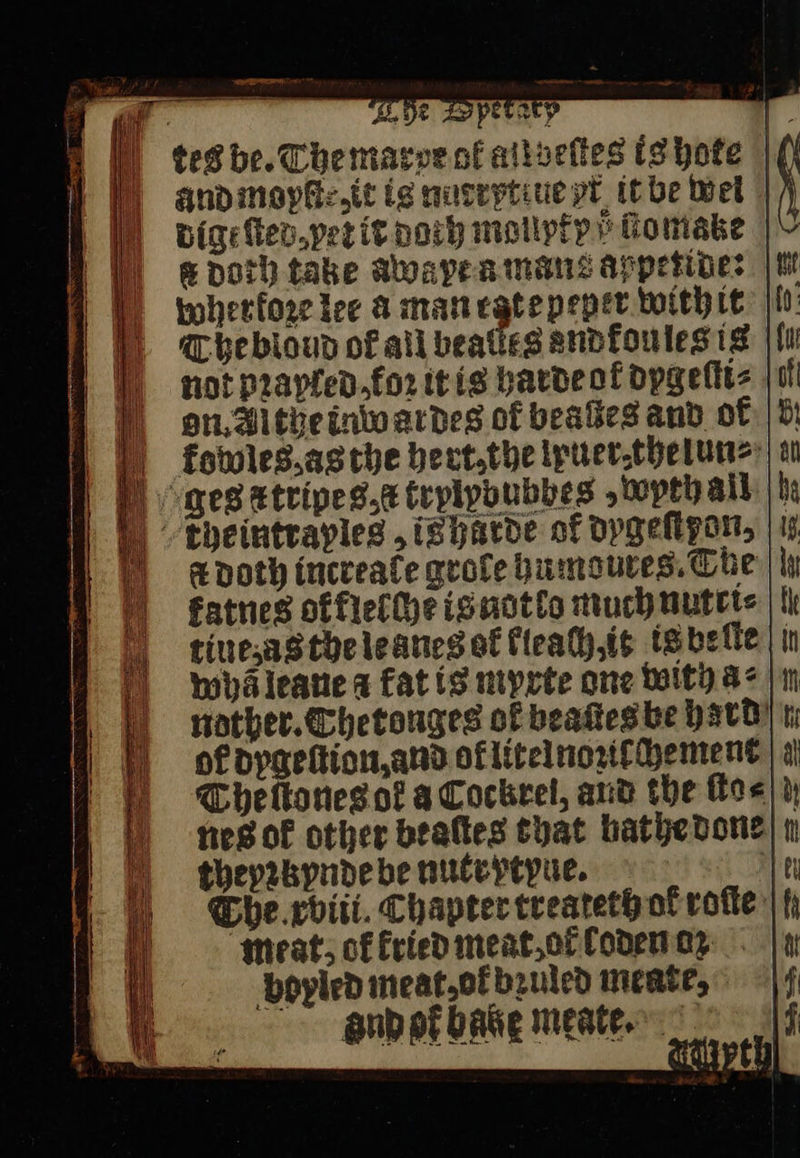 The Dyetary
tes be. The marye of all bestes is hote
and moyste, it is nutrytiue yf it be wel
digested, yet it doth mollyfy yͤ stomake
& doth take awaye a mans appetide:
wherfore lee a man eate peper with it
The bloud of all beastes and foules is
not praysed, for it is harde of dygesti⸗
on. Al the inwardes of beastes and of
fowles, as the hert, the lyuer, the lun⸗
ges & tripes, & trylybubbes , wyth all
the intrayles , is harde of dygestyon,
& doth increase grose humoures. The
fatnes of flesshe is not so much nutri⸗
tiue, as the leanes of flessh, it is beste
whā leane & fat is myxte one with a⸗
nother. The tonges of beastes be hard
of dygestion, and of litel norisshement
The stones of a Cockrel, and the sto⸗
nes of other beastes that hathe done
theyr kynde be nutrytyue.
The .xviii. Chapter treateth of roste
meat, of fried meat, of soden or
boyled meat, of bruled meate,
and of bake meate.
wyth